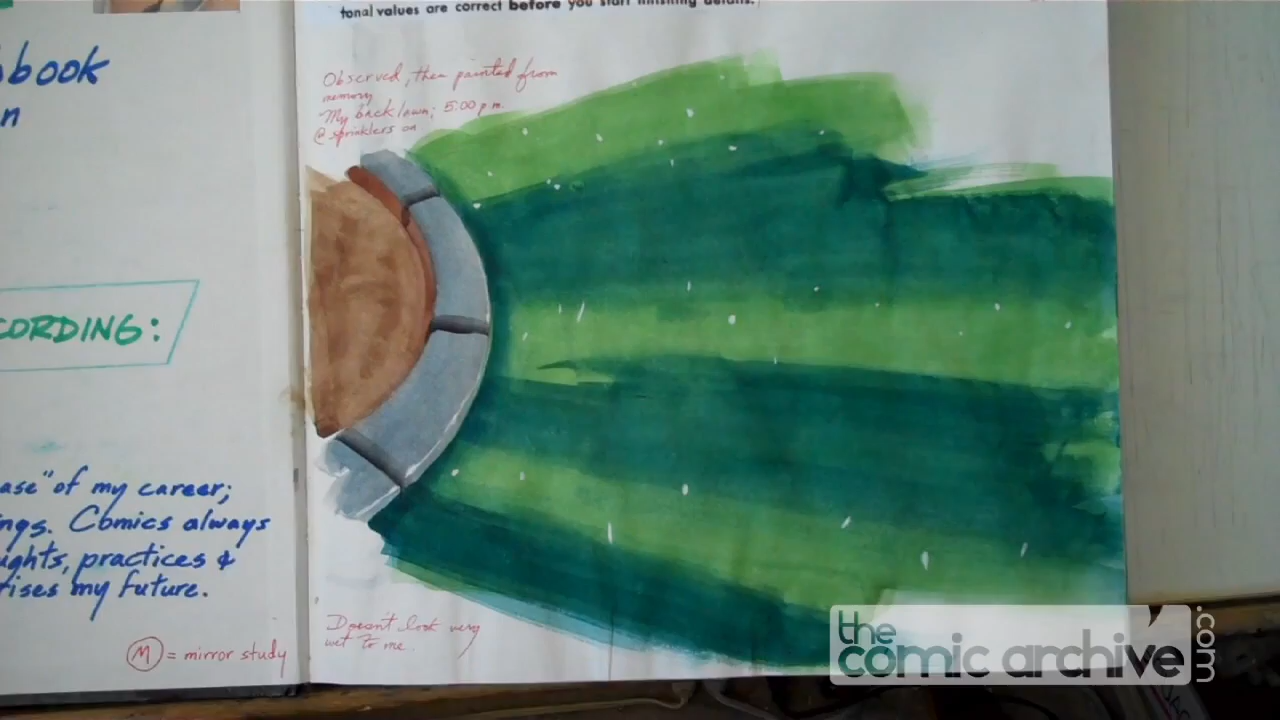 book
n
CORDING:
ase" of my career;
ngs. Comics always
ights, practices &
tises my future.
M = mirror study
tonal values are correct before you start finishing details.
Observed, then painted from
memory
My back lawn; 5:00 p.m.
@ sprinklers on
Doesn't look very
wet to me.
the
comic archive
.com